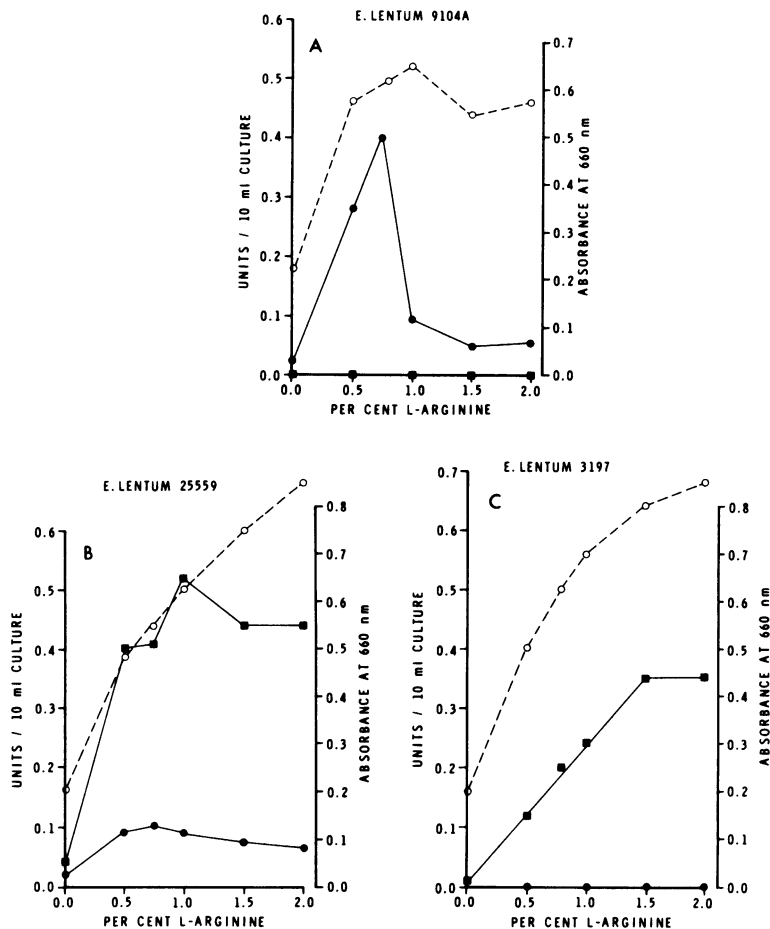 E. LENTUM 9104A
A
0.6
0.5
0.4
0.3
0.2
0.1
0.0
UNITS / 10 ml CULTURE
0.7
0.6
0.5
0.4
0.3
0.2
0.1
0.0
ABSORBANCE AT 660 nm
0.0 0.5 1.0 1.5 2.0
PER CENT L-ARGININE
E. LENTUM 25559
B
0.6
0.5
0.4
0.3
0.2
0.1
0.0
UNITS / 10 ml CULTURE
0.8
0.7
0.6
0.5
0.4
0.3
0.2
0.1
0.0
ABSORBANCE AT 660 nm
0.0 0.5 1.0 1.5 2.0
PER CENT L-ARGININE
E. LENTUM 3197
C
0.7
0.6
0.5
0.4
0.3
0.2
0.1
0.0
UNITS / 10 ml CULTURE
0.8
0.7
0.6
0.5
0.4
0.3
0.2
0.1
0.0
ABSORBANCE AT 660 nm
0.0 0.5 1.0 1.5 2.0
PER CENT L-ARGININE